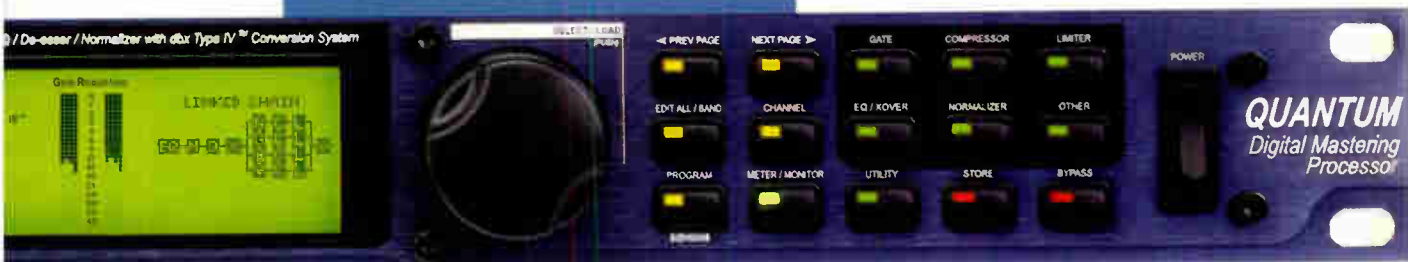 / De-esser / Normalizer with dbx Type IV™ Conversion System
SELECT LOAD
(PUSH)
◄ PREV PAGE
NEXT PAGE ►
GATE
COMPRESSOR
LIMITER
POWER
Gain Reduction
LINKED CHAIN
EDIT ALL / BAND
CHANNEL
EQ / XOVER
NORMALIZER
OTHER
QUANTUM
Digital Mastering
Processor
PROGRAM
METER / MONITOR
UTILITY
STORE
BYPASS